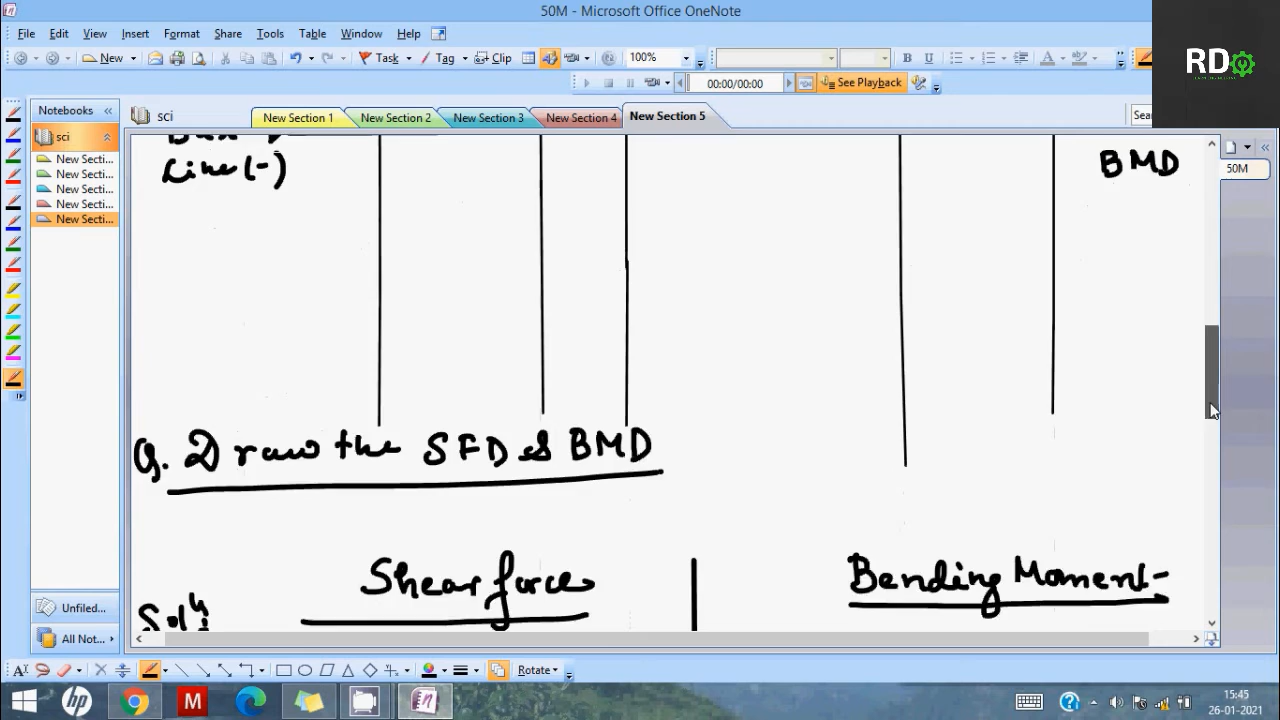 50M - Microsoft Office OneNote
File Edit View Insert Format Share Tools Table Window Help
New Task Tag Clip 100% B U
00:00/00:00 See Playback
RD
Notebooks sci New Section 1 New Section 2 New Section 3 New Section 4 New Section 5 Sea
sci
New Secti...
New Secti...
New Secti...
New Secti...
New Secti...
50M
Line (-)
BMD
Q. Draw the SFD & BMD
Shear force
Bending Moment
Solⁿ:
Unfiled...
All Not...
Rotate
15:45
26-01-2021